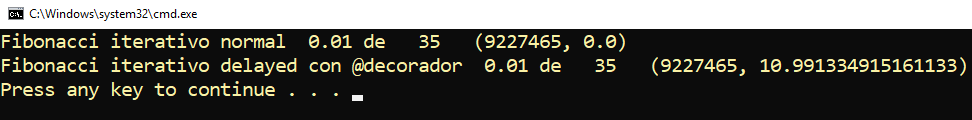 C:\Windows\system32\cmd.exe
Fibonacci iterativo normal  0.01 de   35   (9227465, 0.0)
Fibonacci iterativo delayed con @decorador  0.01 de   35   (9227465, 10.991334915161133)
Press any key to continue . . .